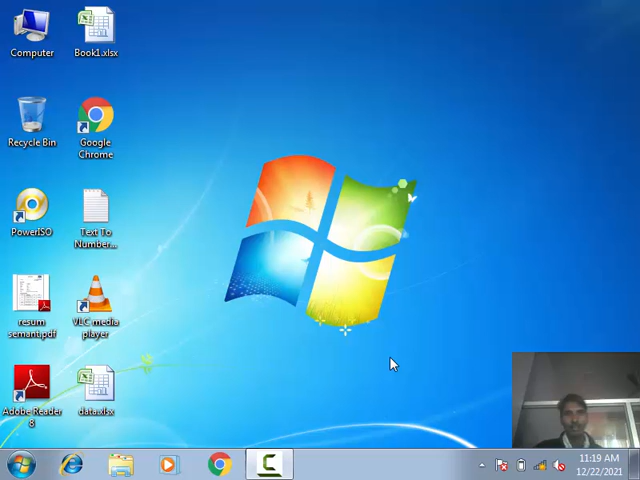 Computer
Book1.xlsx
Recycle Bin
Google
Chrome
PowerISO
Text To
Number...
resum
semanti.pdf
VLC media
player
Adobe Reader
8
data.xlsx
11:19 AM
12/22/2021